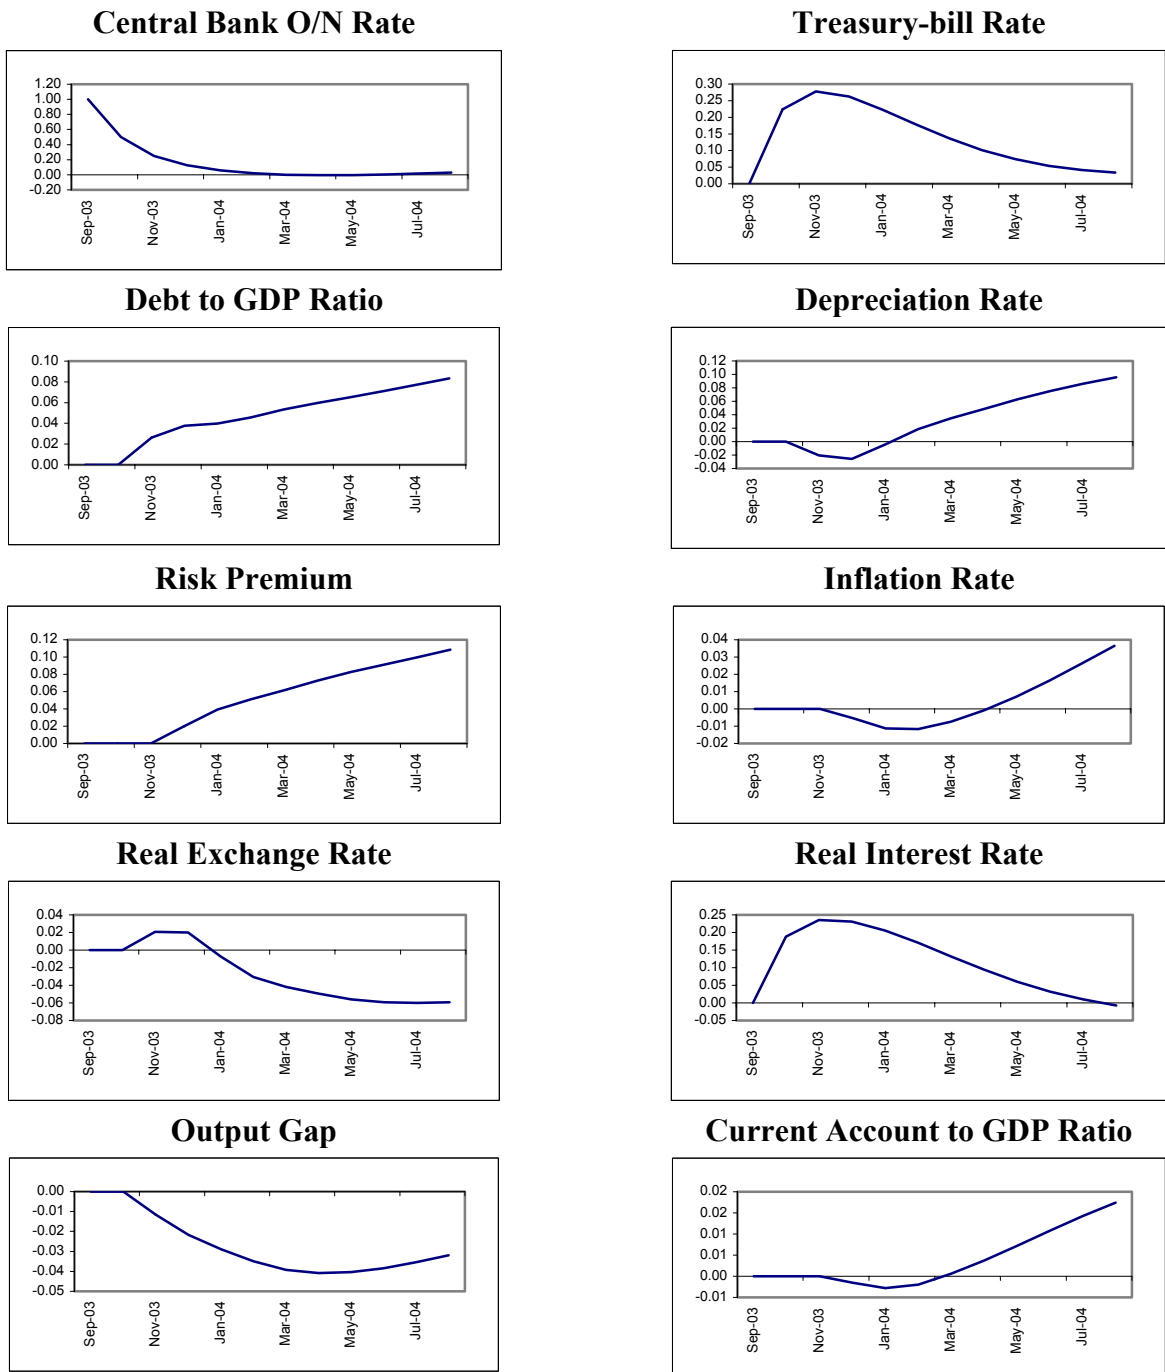 Central Bank O/N Rate
1.20
1.00
0.80
0.60
0.40
0.20
0.00
-0.20
Sep-03
Nov-03
Jan-04
Mar-04
May-04
Jul-04
Treasury-bill Rate
0.30
0.25
0.20
0.15
0.10
0.05
0.00
Sep-03
Nov-03
Jan-04
Mar-04
May-04
Jul-04
Debt to GDP Ratio
0.10
0.08
0.06
0.04
0.02
0.00
Sep-03
Nov-03
Jan-04
Mar-04
May-04
Jul-04
Depreciation Rate
0.12
0.10
0.08
0.06
0.04
0.02
0.00
-0.02
-0.04
Sep-03
Nov-03
Jan-04
Mar-04
May-04
Jul-04
Risk Premium
0.12
0.10
0.08
0.06
0.04
0.02
0.00
Sep-03
Nov-03
Jan-04
Mar-04
May-04
Jul-04
Inflation Rate
0.04
0.03
0.02
0.01
0.00
-0.01
-0.02
Sep-03
Nov-03
Jan-04
Mar-04
May-04
Jul-04
Real Exchange Rate
0.04
0.02
0.00
-0.02
-0.04
-0.06
-0.08
Sep-03
Nov-03
Jan-04
Mar-04
May-04
Jul-04
Real Interest Rate
0.25
0.20
0.15
0.10
0.05
0.00
-0.05
Sep-03
Nov-03
Jan-04
Mar-04
May-04
Jul-04
Output Gap
0.00
-0.01
-0.02
-0.03
-0.04
-0.05
Sep-03
Nov-03
Jan-04
Mar-04
May-04
Jul-04
Current Account to GDP Ratio
0.02
0.02
0.01
0.01
0.00
-0.01
Sep-03
Nov-03
Jan-04
Mar-04
May-04
Jul-04